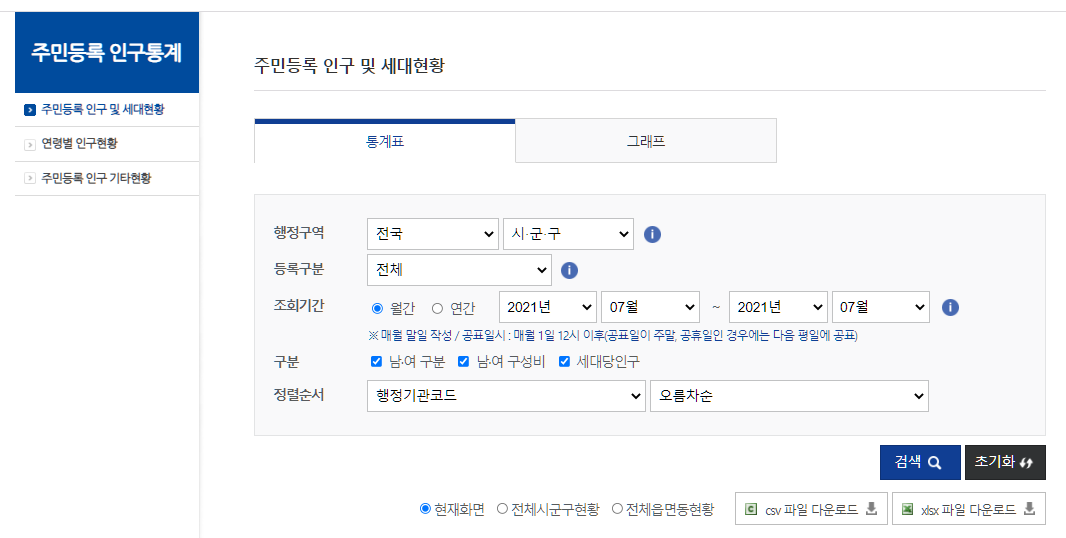 주민등록 인구통계
주민등록 인구 및 세대현황
연령별 인구현황
주민등록 인구 기타현황
주민등록 인구 및 세대현황
통계표 그래프
행정구역 전국 시·군·구
등록구분 전체
조회기간 월간 연간 2021년 07월 ~ 2021년 07월
※ 매월 말일 작성 / 공표일시 : 매월 1일 12시 이후(공표일이 주말, 공휴일인 경우에는 다음 평일에 공표)
구분 남·여 구분 남·여 구성비 세대당인구
정렬순서 행정기관코드 오름차순
검색 초기화
현재화면 전체시군구현황 전체읍면동현황 csv 파일 다운로드 xlsx 파일 다운로드